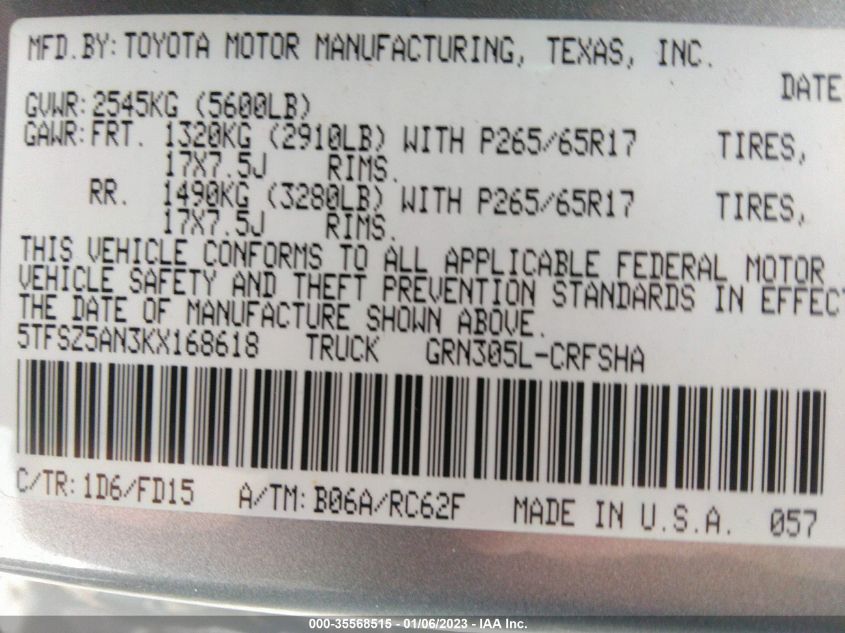 MFD.BY: TOYOTA MOTOR MANUFACTURING, TEXAS, INC.
DATE
GVWR: 2545KG (5600LB)
GAWR: FRT. 1320KG (2910LB) WITH P265/65R17 TIRES,
17X7.5J RIMS.
RR. 1490KG (3280LB) WITH P265/65R17 TIRES,
17X7.5J RIMS.
THIS VEHICLE CONFORMS TO ALL APPLICABLE FEDERAL MOTOR
VEHICLE SAFETY AND THEFT PREVENTION STANDARDS IN EFFECT
THE DATE OF MANUFACTURE SHOWN ABOVE.
5TFSZ5AN3KX168618 TRUCK GRN305L-CRFSHA
C/TR: 1D6/FD15 A/TM: B06A/RC62F MADE IN U.S.A. 057
000-35568515 - 01/06/2023 - IAA Inc.